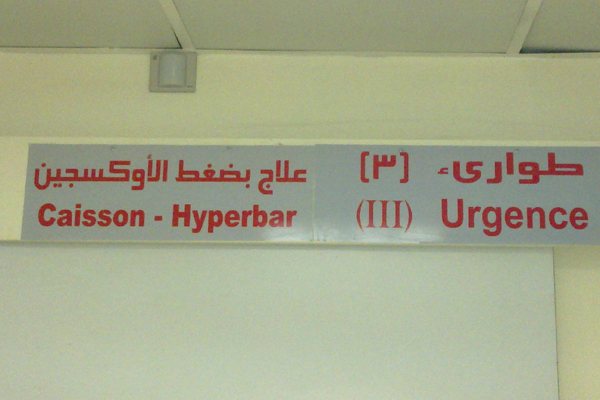 علاج بضغط الأوكسجين
Caisson - Hyperbar
طوارىء (٣)
(III) Urgence